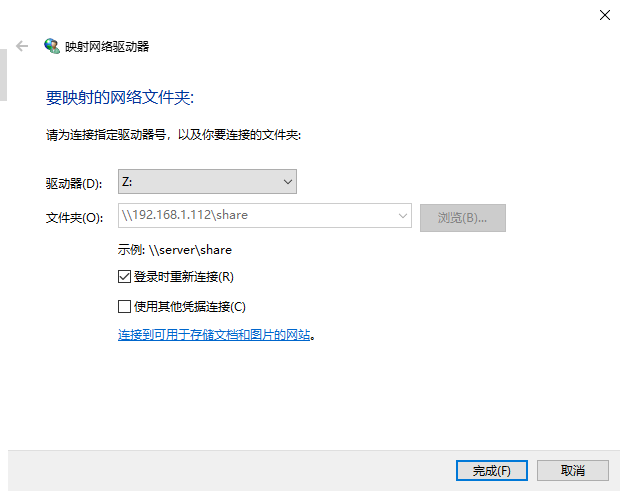 映射网络驱动器
要映射的网络文件夹:
请为连接指定驱动器号，以及你要连接的文件夹:
驱动器(D): Z:
文件夹(O): \\192.168.1.112\share 浏览(B)...
示例: \\server\share
登录时重新连接(R)
使用其他凭据连接(C)
连接到可用于存储文档和图片的网站。
完成(F) 取消